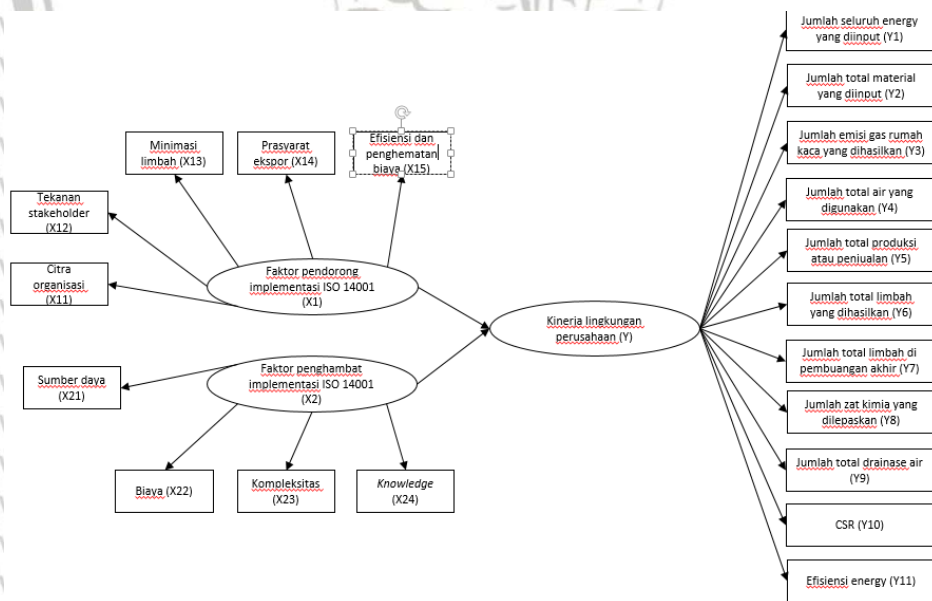 Jumlah seluruh energy
yang diinput (Y1)
Jumlah total material
yang diinput (Y2)
Jumlah emisi gas rumah
kaca yang dihasilkan (Y3)
Jumlah total air yang
digunakan (Y4)
Jumlah total produksi
atau penjualan (Y5)
Jumlah total limbah
yang dihasilkan (Y6)
Jumlah total limbah di
pembuangan akhir (Y7)
Jumlah zat kimia yang
dilepaskan (Y8)
Jumlah total drainase air
(Y9)
CSR (Y10)
Efisiensi energy (Y11)
Minimasi
limbah (X13)
Prasyarat
ekspor (X14)
Efisiensi dan
penghematan
biaya (X15)
Tekanan
stakeholder
(X12)
Citra
organisasi
(X11)
Faktor pendorong
implementasi ISO 14001
(X1)
Kinerja lingkungan
perusahaan (Y)
Faktor penghambat
implementasi ISO 14001
(X2)
Sumber daya
(X21)
Biaya (X22)
Kompleksitas
(X23)
Knowledge
(X24)